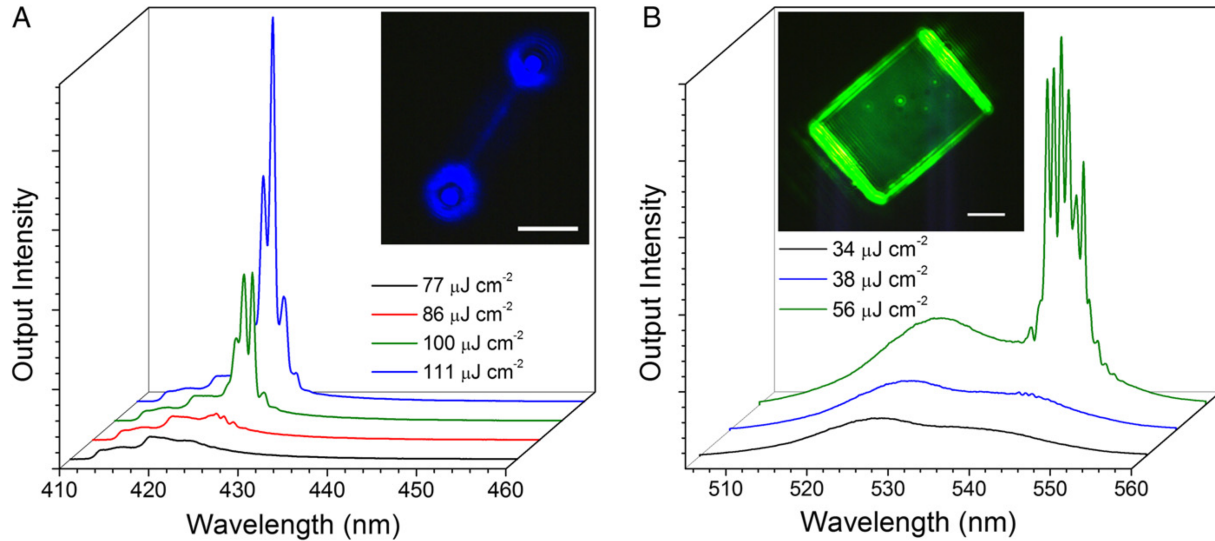 A
Output Intensity
77 μJ cm-2
86 μJ cm-2
100 μJ cm-2
111 μJ cm-2
410 420 430 440 450 460
Wavelength (nm)
B
Output Intensity
34 μJ cm-2
38 μJ cm-2
56 μJ cm-2
510 520 530 540 550 560
Wavelength (nm)